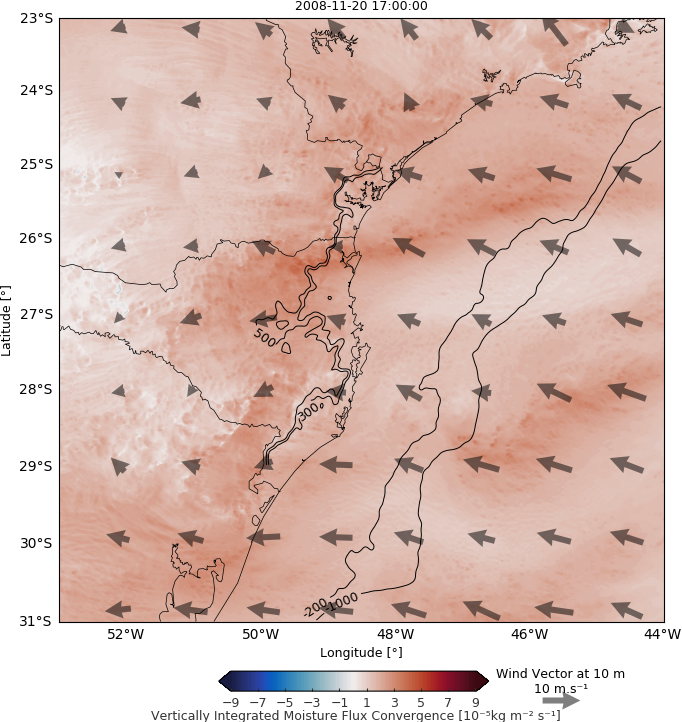 2008-11-20 17:00:00
23°S
24°S
25°S
26°S
27°S
28°S
29°S
30°S
31°S
Latitude [°]
500
300
-200
-1000
52°W 50°W 48°W 46°W 44°W
Longitude [°]
−9 −7 −5 −3 −1 1 3 5 7 9
Wind Vector at 10 m
10 m.s⁻¹
Vertically Integrated Moisture Flux Convergence [10⁻⁵kg m⁻² s⁻¹]